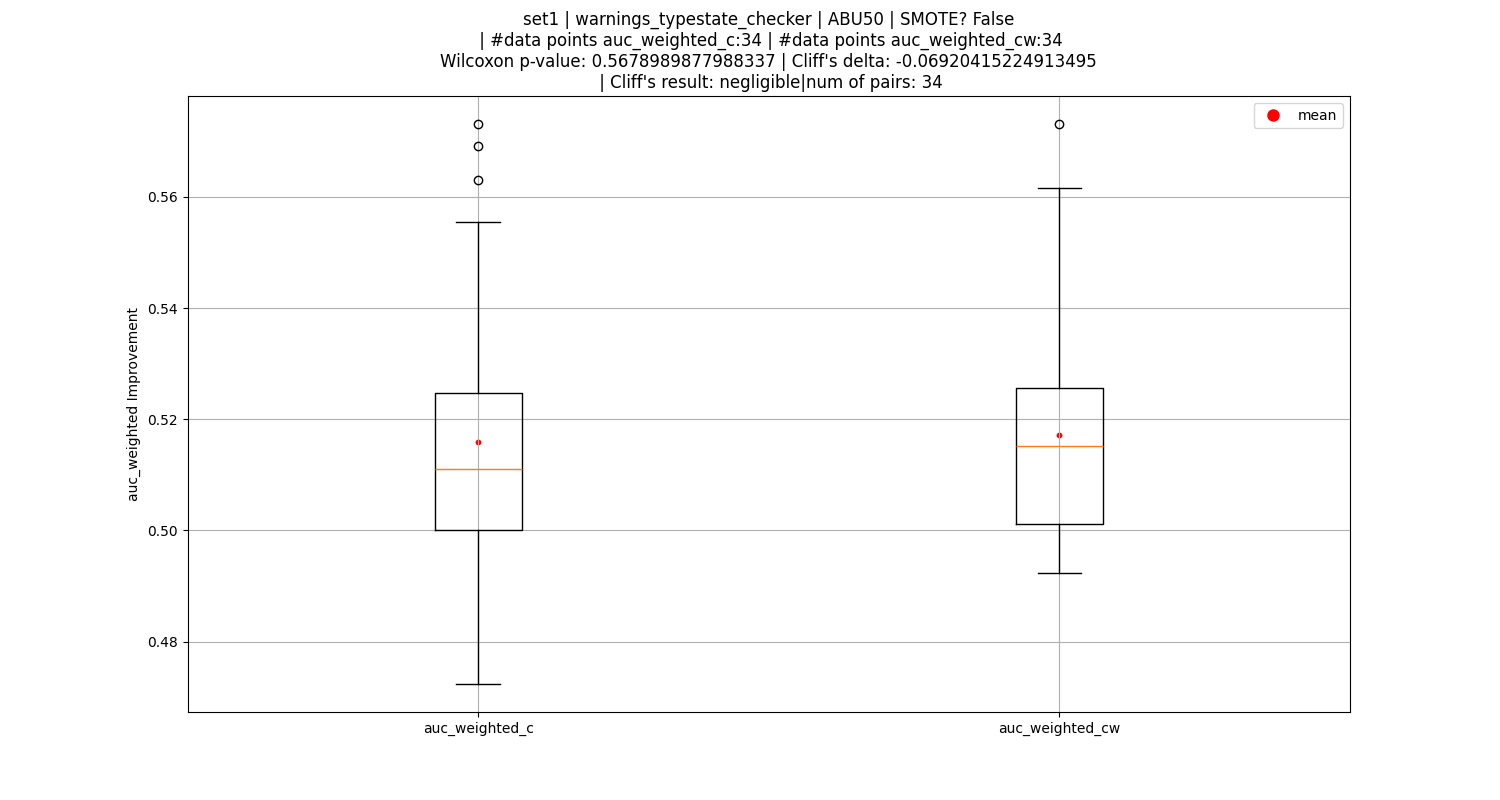 set1 | warnings_typestate_checker | ABU50 | SMOTE? False
| #data points auc_weighted_c:34 | #data points auc_weighted_cw:34
Wilcoxon p-value: 0.5678989877988337 | Cliff's delta: -0.06920415224913495
| Cliff's result: negligible|num of pairs: 34
mean
0.56
0.54
0.52
0.50
0.48
auc_weighted Improvement
auc_weighted_c
auc_weighted_cw